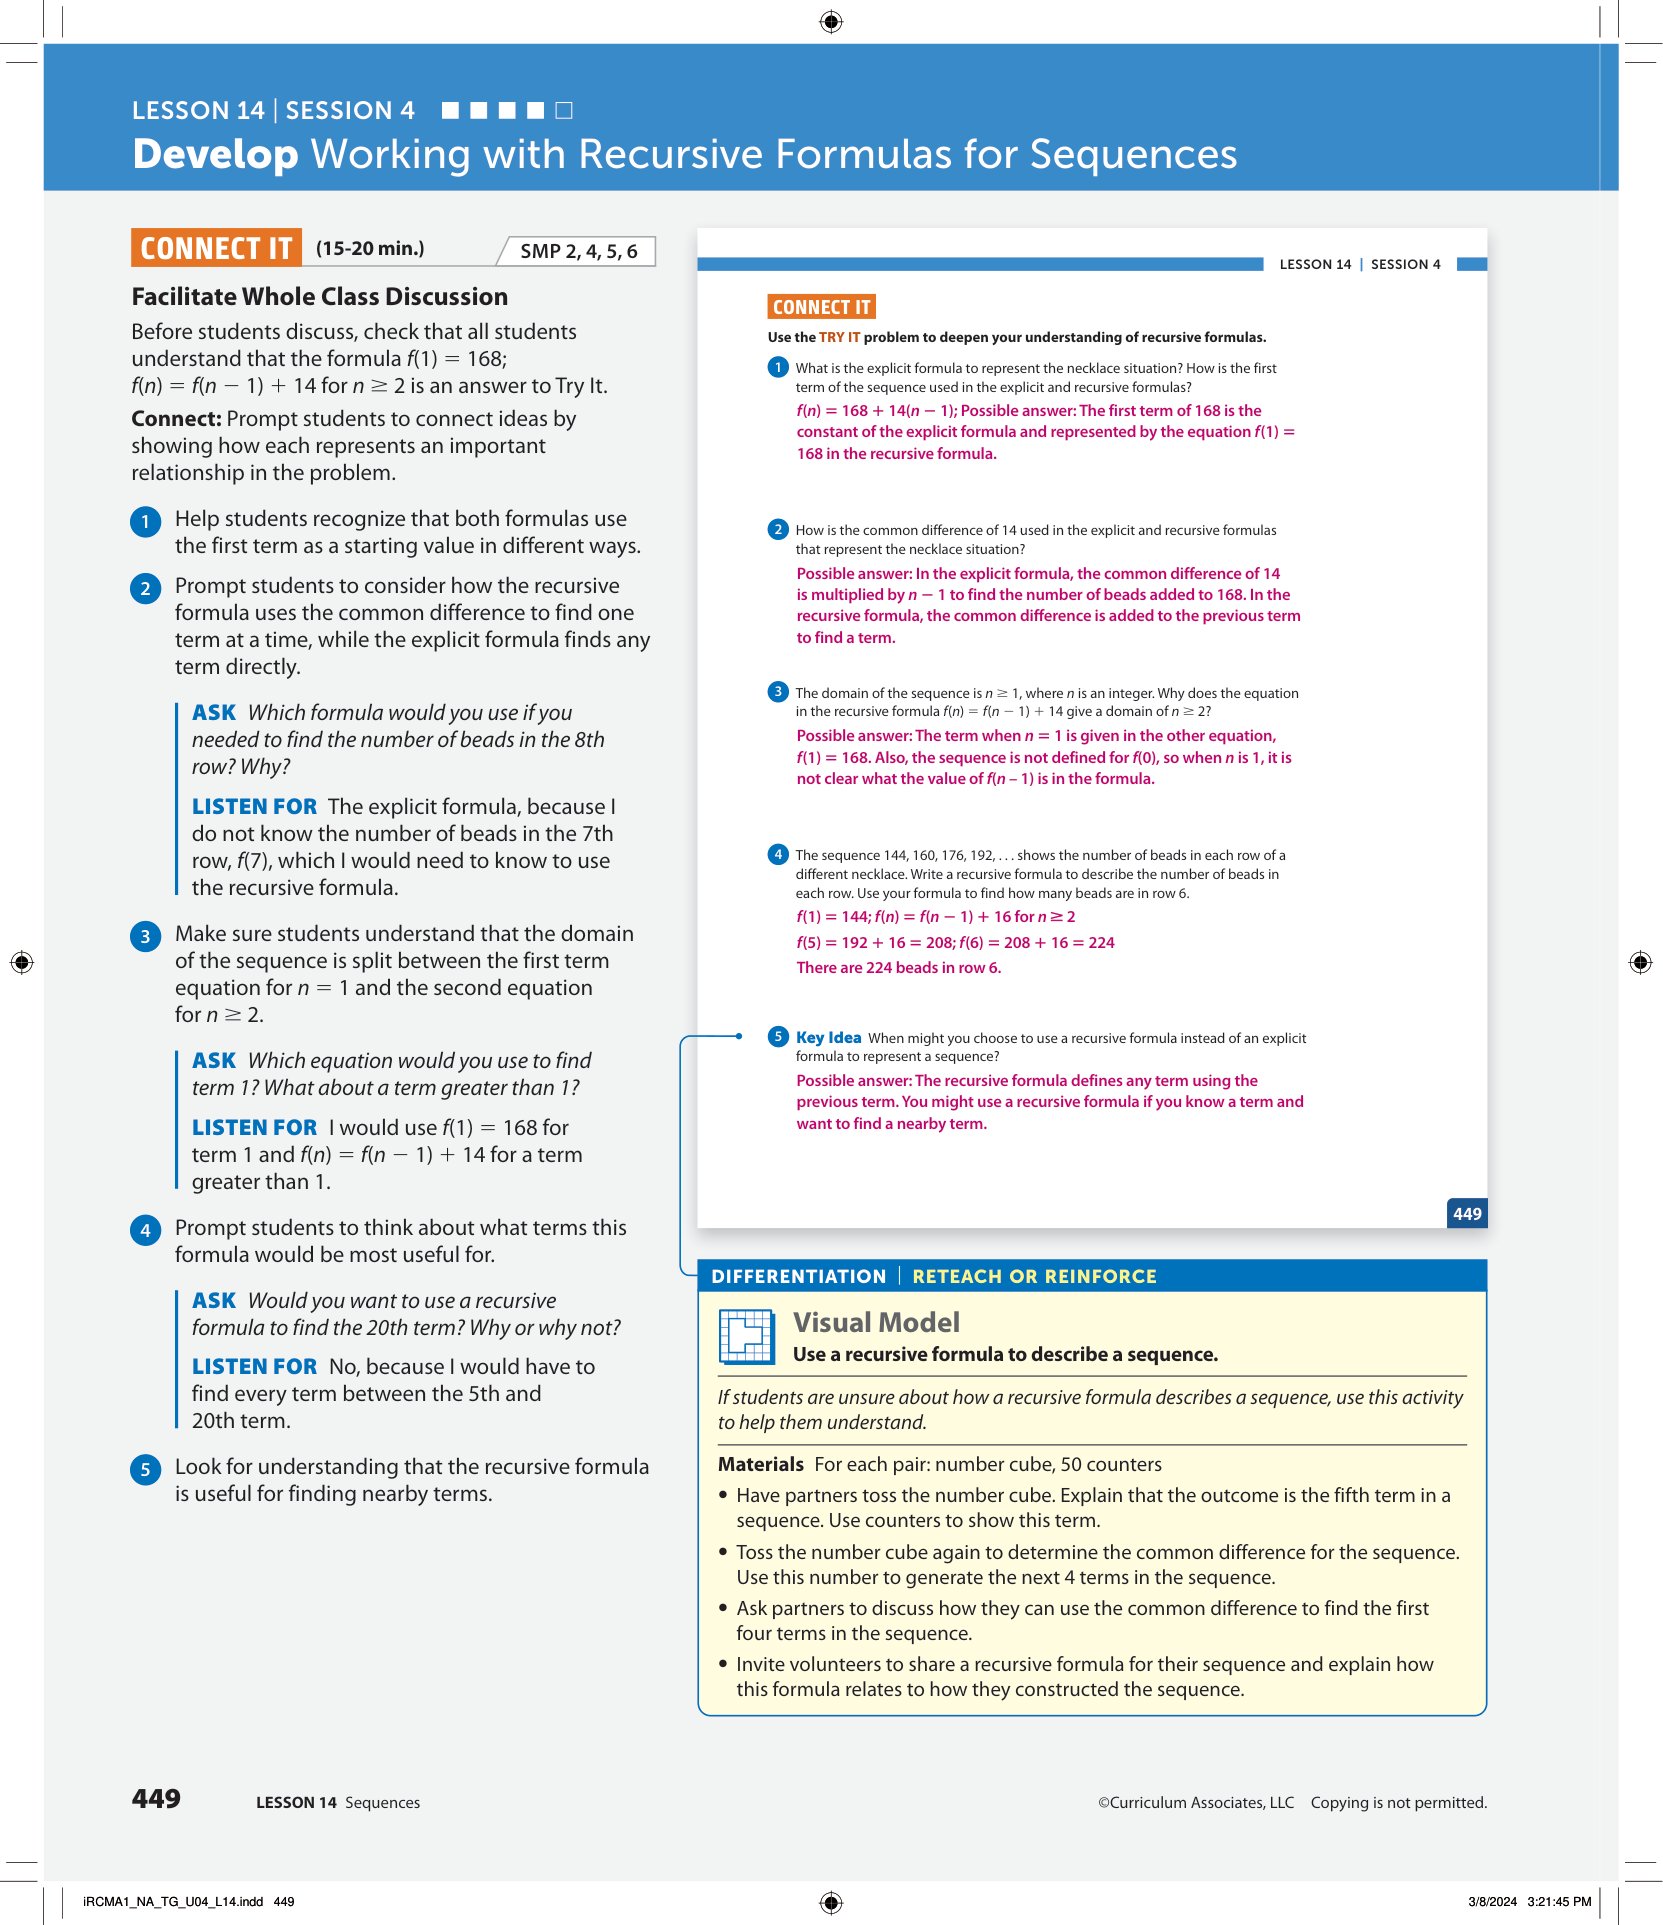 LESSON 14 | SESSION 4
Develop Working with Recursive Formulas for Sequences
CONNECT IT (15-20 min.) SMP 2, 4, 5, 6
Facilitate Whole Class Discussion
Before students discuss, check that all students
understand that the formula f(1) = 168;
f(n) = f(n − 1) + 14 for n ≥ 2 is an answer to Try It.
Connect: Prompt students to connect ideas by
showing how each represents an important
relationship in the problem.
1 Help students recognize that both formulas use
the first term as a starting value in different ways.
2 Prompt students to consider how the recursive
formula uses the common difference to find one
term at a time, while the explicit formula finds any
term directly.
ASK Which formula would you use if you
needed to find the number of beads in the 8th
row? Why?
LISTEN FOR The explicit formula, because I
do not know the number of beads in the 7th
row, f(7), which I would need to know to use
the recursive formula.
3 Make sure students understand that the domain
of the sequence is split between the first term
equation for n = 1 and the second equation
for n ≥ 2.
ASK Which equation would you use to find
term 1? What about a term greater than 1?
LISTEN FOR I would use f(1) = 168 for
term 1 and f(n) = f(n − 1) + 14 for a term
greater than 1.
4 Prompt students to think about what terms this
formula would be most useful for.
ASK Would you want to use a recursive
formula to find the 20th term? Why or why not?
LISTEN FOR No, because I would have to
find every term between the 5th and
20th term.
5 Look for understanding that the recursive formula
is useful for finding nearby terms.
LESSON 14 | SESSION 4
CONNECT IT
Use the TRY IT problem to deepen your understanding of recursive formulas.
1 What is the explicit formula to represent the necklace situation? How is the first
term of the sequence used in the explicit and recursive formulas?
f(n) = 168 + 14(n − 1); Possible answer: The first term of 168 is the
constant of the explicit formula and represented by the equation f(1) =
168 in the recursive formula.
2 How is the common difference of 14 used in the explicit and recursive formulas
that represent the necklace situation?
Possible answer: In the explicit formula, the common difference of 14
is multiplied by n − 1 to find the number of beads added to 168. In the
recursive formula, the common difference is added to the previous term
to find a term.
3 The domain of the sequence is n ≥ 1, where n is an integer. Why does the equation
in the recursive formula f(n) = f(n − 1) + 14 give a domain of n ≥ 2?
Possible answer: The term when n = 1 is given in the other equation,
f(1) = 168. Also, the sequence is not defined for f(0), so when n is 1, it is
not clear what the value of f(n – 1) is in the formula.
4 The sequence 144, 160, 176, 192, . . . shows the number of beads in each row of a
different necklace. Write a recursive formula to describe the number of beads in
each row. Use your formula to find how many beads are in row 6.
f(1) = 144; f(n) = f(n − 1) + 16 for n ≥ 2
f(5) = 192 + 16 = 208; f(6) = 208 + 16 = 224
There are 224 beads in row 6.
5 Key Idea When might you choose to use a recursive formula instead of an explicit
formula to represent a sequence?
Possible answer: The recursive formula defines any term using the
previous term. You might use a recursive formula if you know a term and
want to find a nearby term.
449
DIFFERENTIATION | RETEACH OR REINFORCE
Visual Model
Use a recursive formula to describe a sequence.
If students are unsure about how a recursive formula describes a sequence, use this activity
to help them understand.
Materials For each pair: number cube, 50 counters
• Have partners toss the number cube. Explain that the outcome is the fifth term in a
sequence. Use counters to show this term.
• Toss the number cube again to determine the common difference for the sequence.
Use this number to generate the next 4 terms in the sequence.
• Ask partners to discuss how they can use the common difference to find the first
four terms in the sequence.
• Invite volunteers to share a recursive formula for their sequence and explain how
this formula relates to how they constructed the sequence.
449 LESSON 14 Sequences ©Curriculum Associates, LLC Copying is not permitted.
iRCMA1_NA_TG_U04_L14.indd 449 3/8/2024 3:21:45 PM